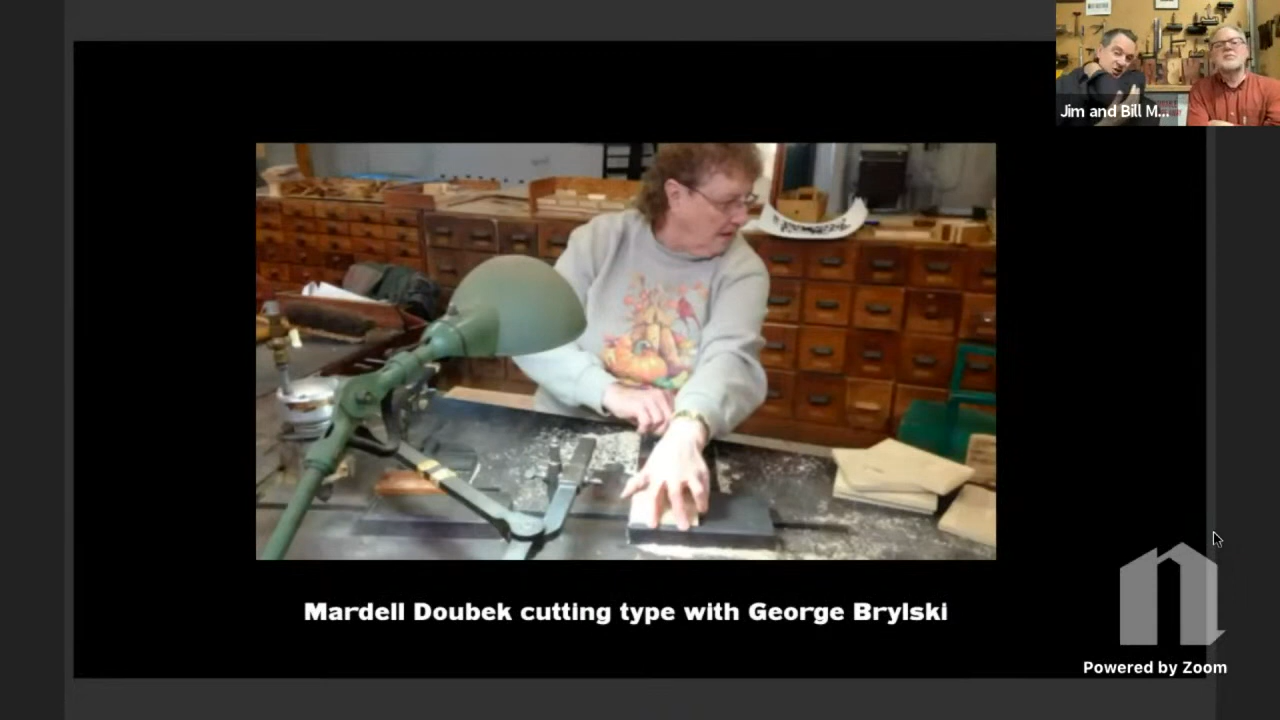 Jim and Bill M...
Mardell Doubek cutting type with George Brylski
Powered by Zoom